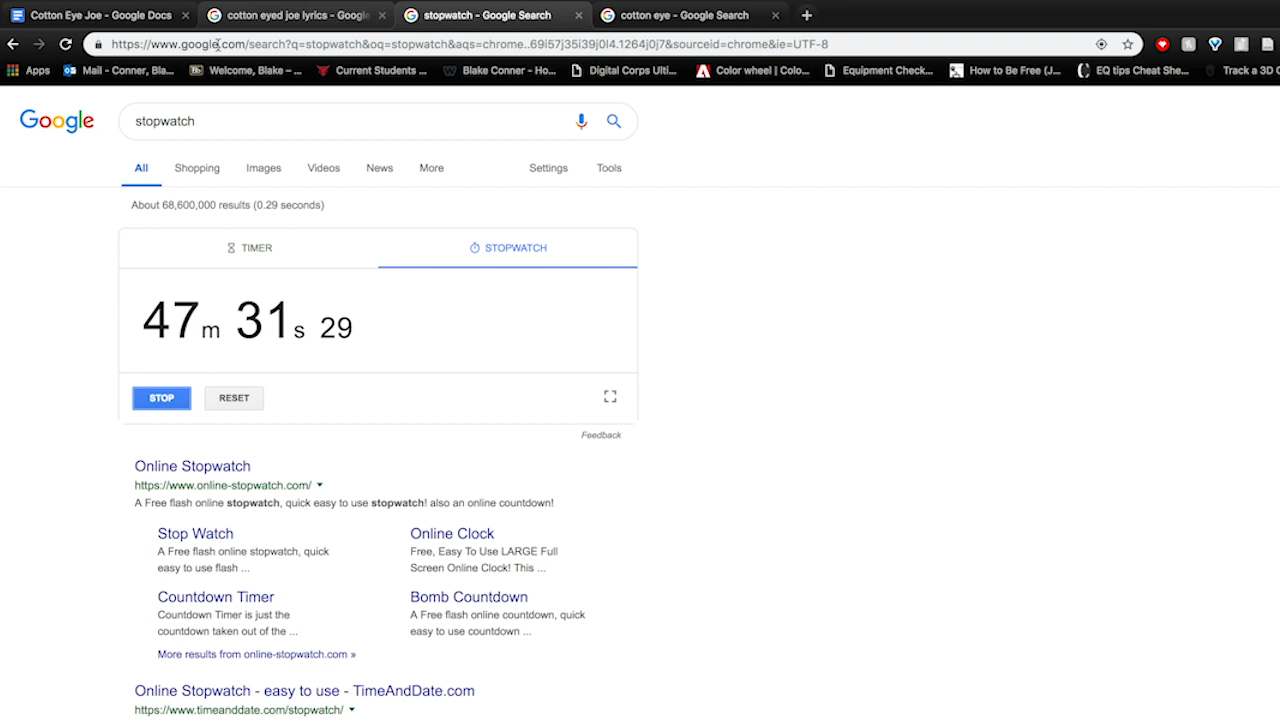 Cotton Eye Joe - Google Docs
cotton eyed joe lyrics - Google
stopwatch - Google Search
cotton eye - Google Search
https://www.google.com/search?q=stopwatch&oq=stopwatch&aqs=chrome..69i57j35i39j0l4.1264j0j7&sourceid=chrome&ie=UTF-8
Apps
Mail - Conner, Bla...
Welcome, Blake – ...
Current Students ...
Blake Conner - Ho...
Digital Corps Ulti...
Color wheel | Colo...
Equipment Check...
How to Be Free (J...
EQ tips Cheat She...
Track a 3D
Google
stopwatch
All Shopping Images Videos News More Settings Tools
About 68,600,000 results (0.29 seconds)
TIMER STOPWATCH
47m 31s 29
STOP RESET
Feedback
Online Stopwatch
https://www.online-stopwatch.com/
A Free flash online stopwatch, quick easy to use stopwatch! also an online countdown!
Stop Watch
A Free flash online stopwatch, quick
easy to use flash ...
Online Clock
Free, Easy To Use LARGE Full
Screen Online Clock! This ...
Countdown Timer
Countdown Timer is just the
countdown taken out of the ...
Bomb Countdown
A Free flash online countdown, quick
easy to use countdown ...
More results from online-stopwatch.com »
Online Stopwatch - easy to use - TimeAndDate.com
https://www.timeanddate.com/stopwatch/